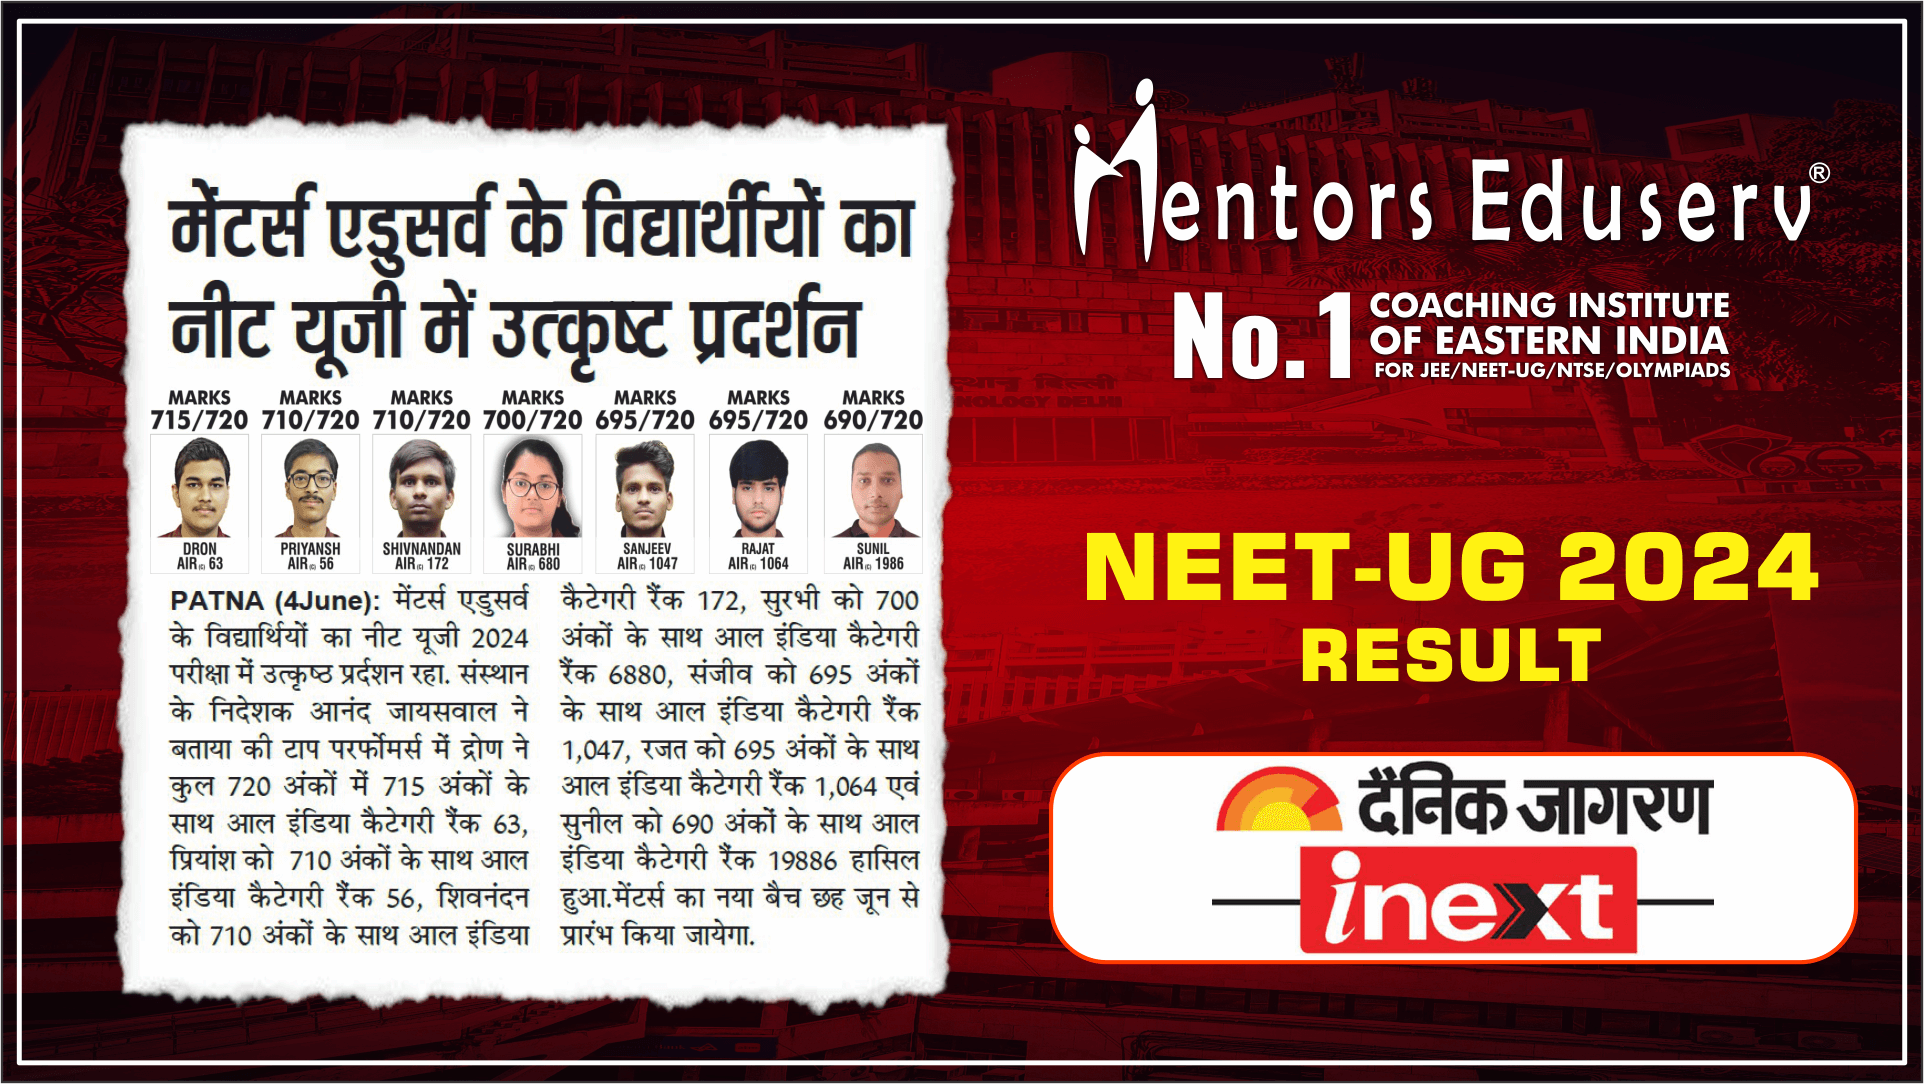 मेंटर्स एडुसर्व के विद्यार्थीयों का
नीट यूजी में उत्कृष्ट प्रदर्शन
MARKS 715/720
MARKS 710/720
MARKS 710/720
MARKS 700/720
MARKS 695/720
MARKS 695/720
MARKS 690/720
DRON
AIR (C) 63
PRIYANSH
AIR (C) 56
SHIVNANDAN
AIR (C) 172
SURABHI
AIR (C) 680
SANJEEV
AIR (C) 1047
RAJAT
AIR (C) 1064
SUNIL
AIR (C) 1986
PATNA (4June): मेंटर्स एडुसर्व
के विद्यार्थियों का नीट यूजी 2024
परीक्षा में उत्कृष्ठ प्रर्दशन रहा. संस्थान
के निदेशक आनंद जायसवाल ने
बताया की टाप परर्फोमर्स में द्रोण ने
कुल 720 अंकों में 715 अंकों के
साथ आल इंडिया कैटेगरी रैंक 63,
प्रियांश को 710 अंकों के साथ आल
इंडिया कैटेगरी रैंक 56, शिवनंदन
को 710 अंकों के साथ आल इंडिया
कैटेगरी रैंक 172, सुरभी को 700
अंकों के साथ आल इंडिया कैटेगरी
रैंक 6880, संजीव को 695 अंकों
के साथ आल इंडिया कैटेगरी रैंक
1,047, रजत को 695 अंकों के साथ
आल इंडिया कैटेगरी रैंक 1,064 एवं
सुनील को 690 अंकों के साथ आल
इंडिया कैटेगरी रैंक 19886 हासिल
हुआ.मेंटर्स का नया बैच छह जून से
प्रारंभ किया जायेगा.
Mentors Eduserv®
No. 1 COACHING INSTITUTE
OF EASTERN INDIA
FOR JEE/NEET-UG/NTSE/OLYMPIADS
NEET-UG 2024
RESULT
दैनिक जागरण
inext